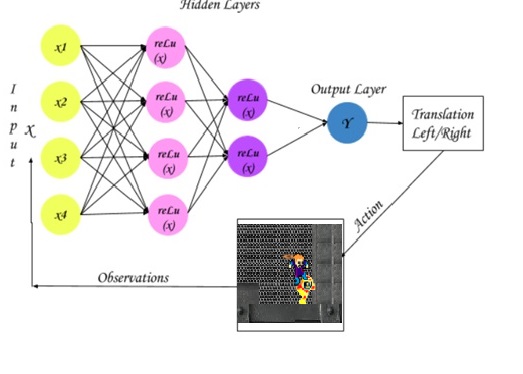 Hidden Layers
x1
reLu
(x)
x2
reLu
(x)
reLu
(x)
Output Layer
Input
X
Y
Translation
Left/Right
x3
reLu
(x)
reLu
(x)
x4
reLu
(x)
Action
Observations